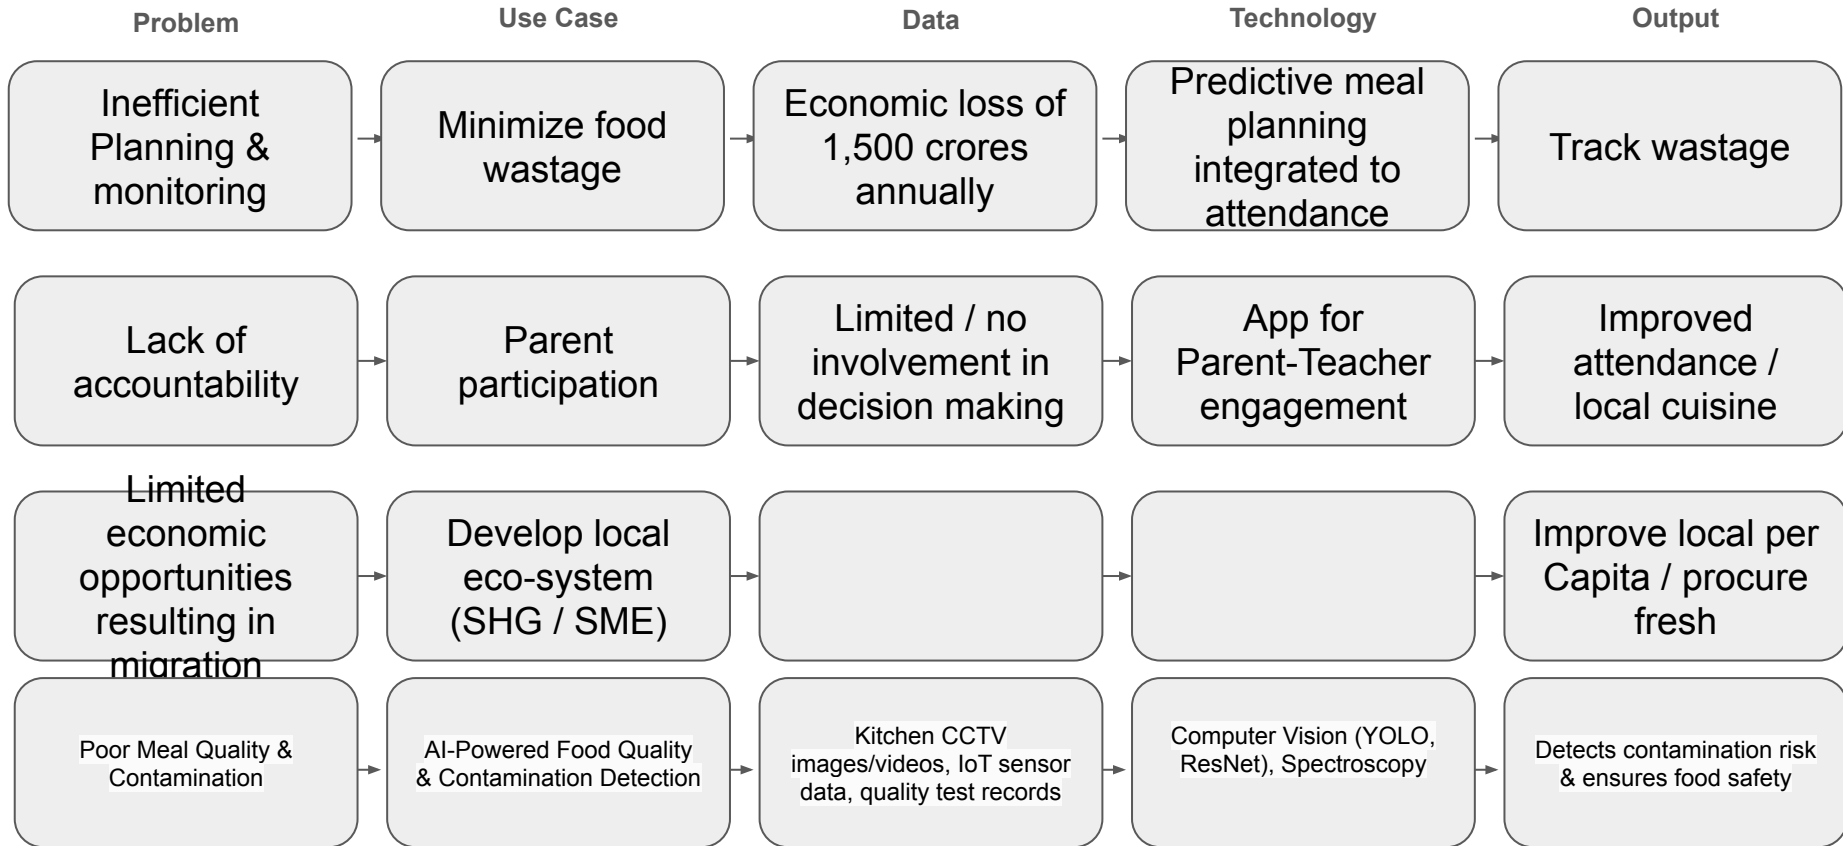 Problem
Use Case
Data
Technology
Output
Inefficient
Planning &
monitoring
Minimize food
wastage
Economic loss of
1,500 crores
annually
Predictive meal
planning
integrated to
attendance
Track wastage
Lack of
accountability
Parent
participation
Limited / no
involvement in
decision making
App for
Parent-Teacher
engagement
Improved
attendance /
local cuisine
Limited
economic
opportunities
resulting in
migration
Develop local
eco-system
(SHG / SME)
Improve local per
Capita / procure
fresh
Poor Meal Quality &
Contamination
AI-Powered Food Quality
& Contamination Detection
Kitchen CCTV
images/videos, IoT sensor
data, quality test records
Computer Vision (YOLO,
ResNet), Spectroscopy
Detects contamination risk
& ensures food safety